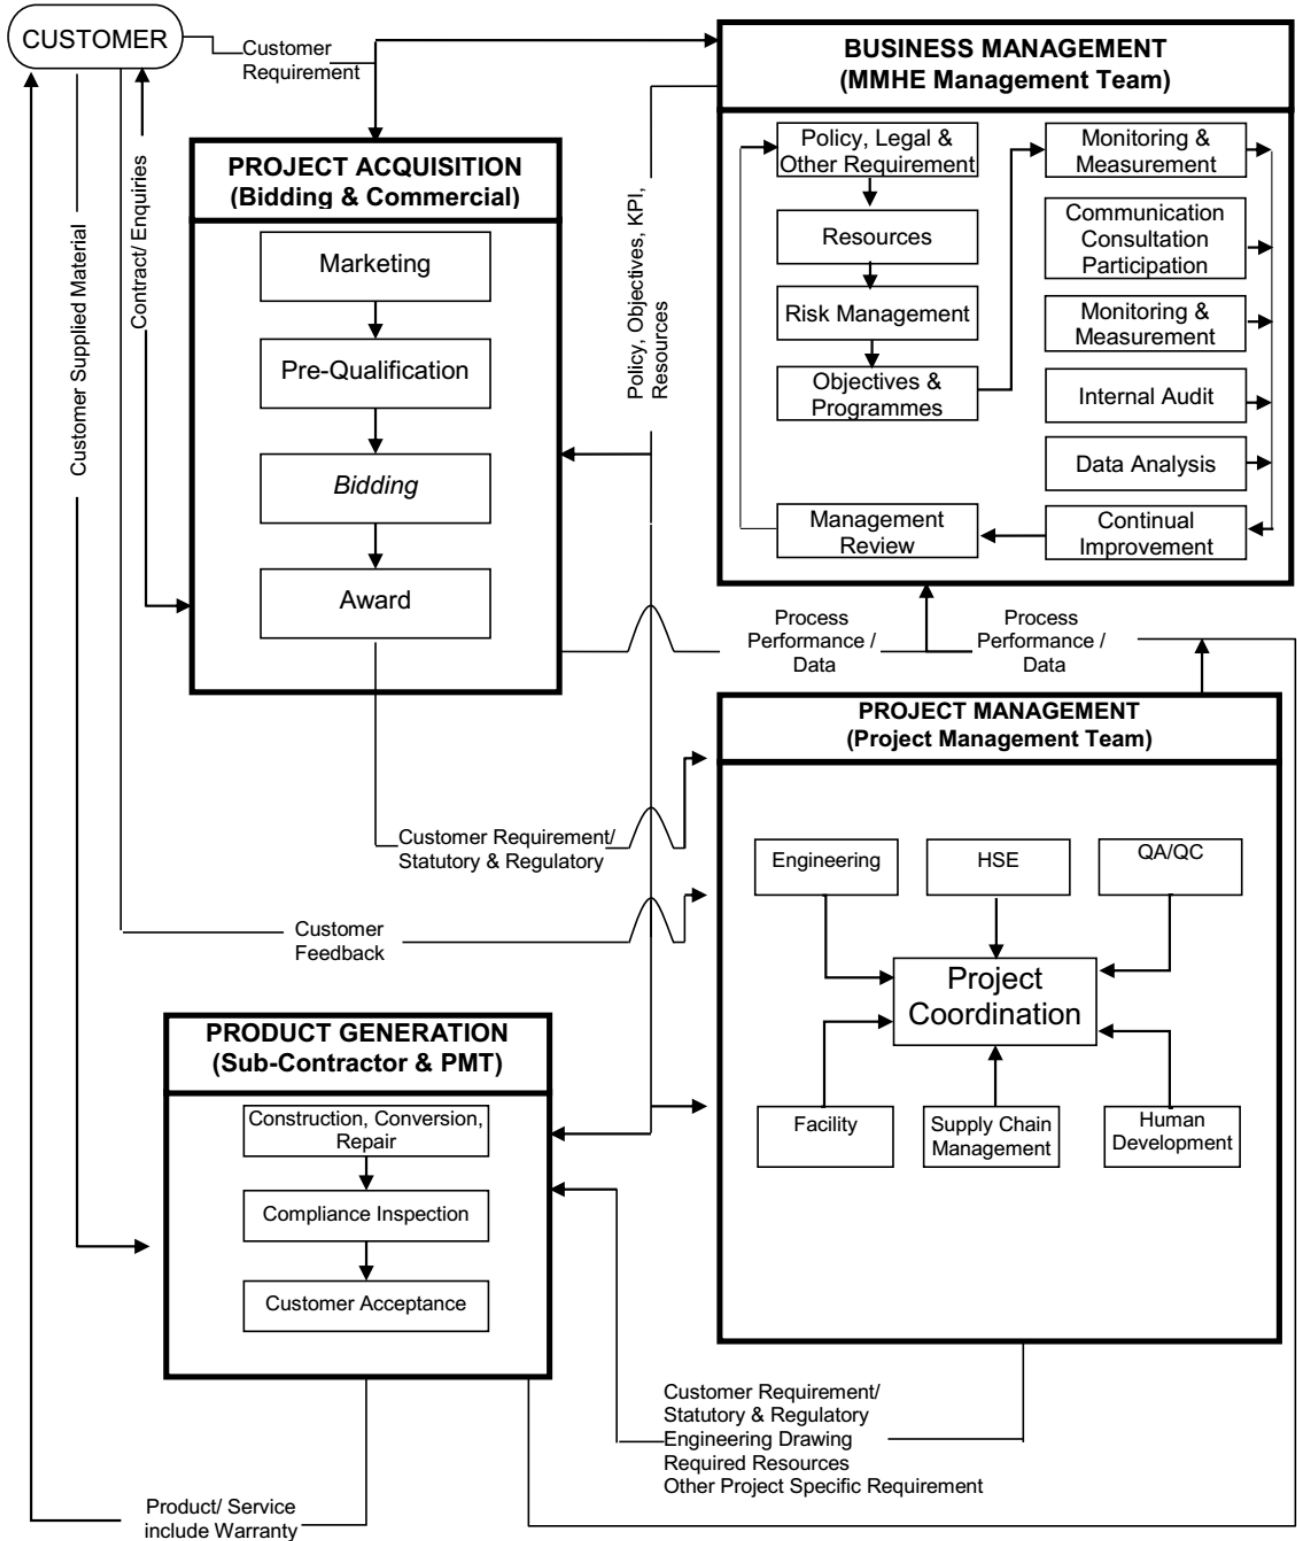 CUSTOMER
Customer
Requirement
BUSINESS MANAGEMENT
(MMHE Management Team)
Policy, Legal &
Other Requirement
Resources
Risk Management
Objectives &
Programmes
Management
Review
Monitoring &
Measurement
Communication
Consultation
Participation
Monitoring &
Measurement
Internal Audit
Data Analysis
Continual
Improvement
PROJECT ACQUISITION
(Bidding & Commercial)
Marketing
Pre-Qualification
Bidding
Award
Customer Supplied Material
Contract/ Enquiries
Policy, Objectives, KPI,
Resources
Process
Performance /
Data
Process
Performance /
Data
PROJECT MANAGEMENT
(Project Management Team)
Engineering
HSE
QA/QC
Project
Coordination
Facility
Supply Chain
Management
Human
Development
Customer Requirement/
Statutory & Regulatory
Customer
Feedback
PRODUCT GENERATION
(Sub-Contractor & PMT)
Construction, Conversion,
Repair
Compliance Inspection
Customer Acceptance
Customer Requirement/
Statutory & Regulatory
Engineering Drawing
Required Resources
Other Project Specific Requirement
Product/ Service
include Warranty